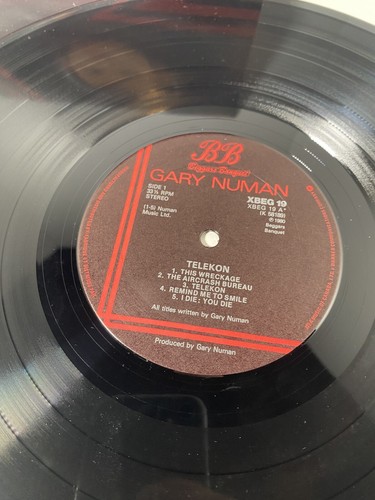 BB
Beggars Banquet
GARY NUMAN
SIDE 1
33⅓ RPM
STEREO
(1-5) Numan
Music Ltd.
XBEG 19
XBEG 19 A*
(K 58189)
℗ 1980
Beggars
Banquet
TELEKON
1. THIS WRECKAGE
2. THE AIRCRASH BUREAU
3. TELEKON
4. REMIND ME TO SMILE
5. I DIE: YOU DIE
All titles written by Gary Numan
Produced by Gary Numan